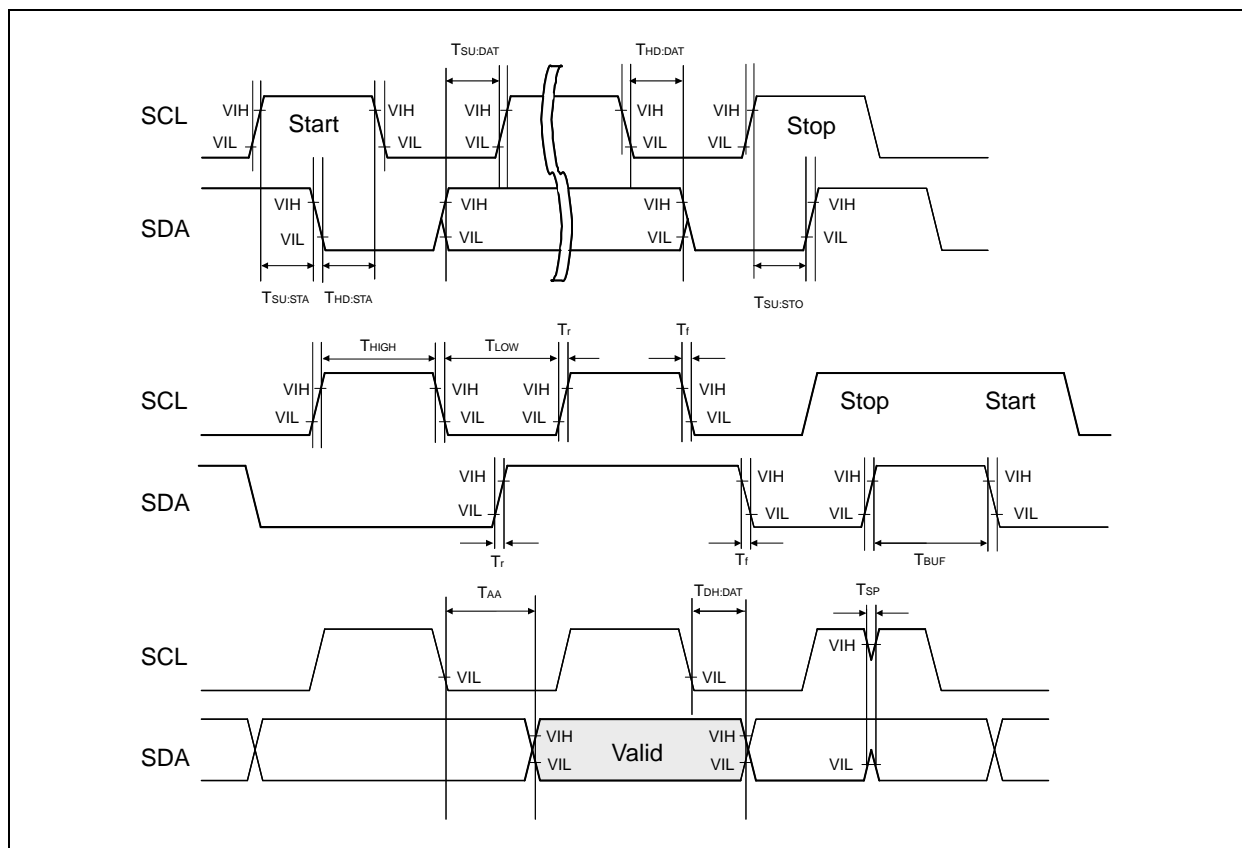 TSU:DAT THD:DAT
SCL VIH VIL Start VIH VIL VIH VIL VIH VIL VIH VIL Stop
SDA VIH VIL VIH VIL VIH VIL VIH VIL
TSU:STA THD:STA TSU:STO
THIGH TLOW Tr Tf
SCL VIH VIL VIH VIL VIH VIL VIH VIL Stop Start
SDA VIH VIL VIH VIL VIH VIL VIH VIL
Tr Tf TBUF
TAA TDH:DAT TSP
SCL VIL VIL VIH
SDA VIH VIL Valid VIH VIL VIL